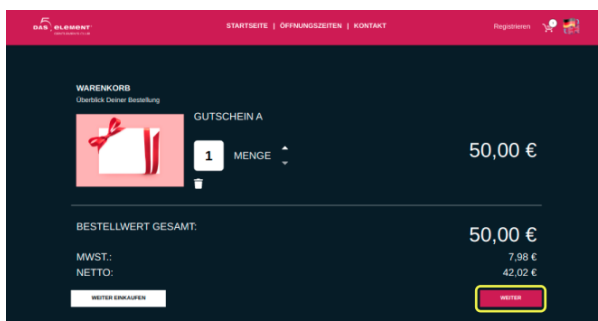 DAS 5. ELEMENT
STARTSEITE | ÖFFNUNGSZEITEN | KONTAKT
Registrieren
WARENKORB
Überblick Deiner Bestellung
GUTSCHEIN A
1 MENGE
50,00 €
BESTELLWERT GESAMT:
50,00 €
MWST.:
7,98 €
NETTO:
42,02 €
WEITER EINKAUFEN
WEITER